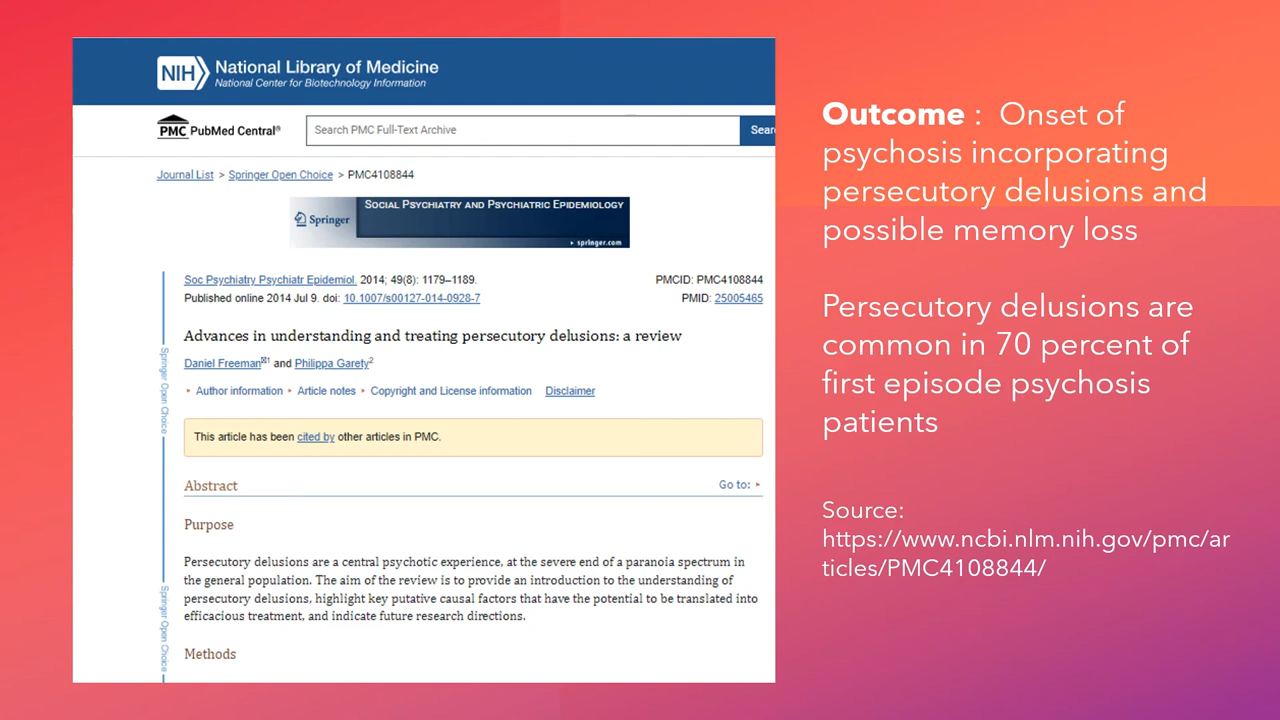 NIH National Library of Medicine
National Center for Biotechnology Information
PMC PubMed Central®
Search PMC Full-Text Archive
Sear
Journal List > Springer Open Choice > PMC4108844
Springer
SOCIAL PSYCHIATRY AND PSYCHIATRIC EPIDEMIOLOGY
springer.com
Soc Psychiatry Psychiatr Epidemiol. 2014; 49(8): 1179–1189. PMCID: PMC4108844
Published online 2014 Jul 9. doi: 10.1007/s00127-014-0928-7 PMID: 25005465
Advances in understanding and treating persecutory delusions: a review
Daniel Freeman✉1 and Philippa Garety2
Author information Article notes Copyright and License information Disclaimer
This article has been cited by other articles in PMC.
Abstract Go to:
Purpose
Persecutory delusions are a central psychotic experience, at the severe end of a paranoia spectrum in
the general population. The aim of the review is to provide an introduction to the understanding of
persecutory delusions, highlight key putative causal factors that have the potential to be translated into
efficacious treatment, and indicate future research directions.
Methods
Springer Open Choice
Springer Open Choice
Outcome : Onset of
psychosis incorporating
persecutory delusions and
possible memory loss
Persecutory delusions are
common in 70 percent of
first episode psychosis
patients
Source:
https://www.ncbi.nlm.nih.gov/pmc/ar
ticles/PMC4108844/